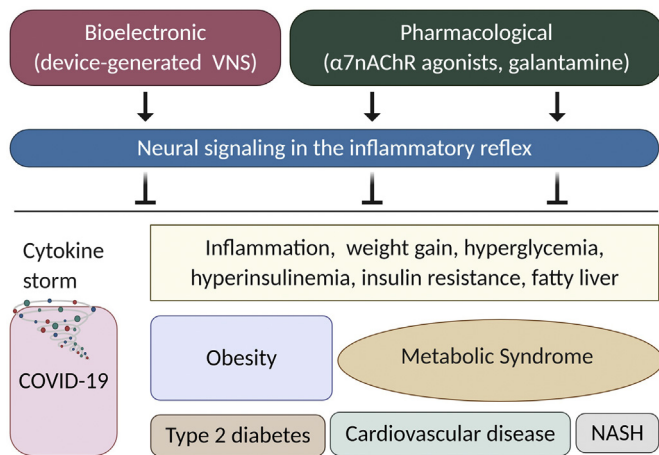 Bioelectronic
(device-generated VNS)
Pharmacological
(α7nAChR agonists, galantamine)
Neural signaling in the inflammatory reflex
Cytokine
storm
Inflammation, weight gain, hyperglycemia,
hyperinsulinemia, insulin resistance, fatty liver
COVID-19
Obesity
Metabolic Syndrome
Type 2 diabetes
Cardiovascular disease
NASH